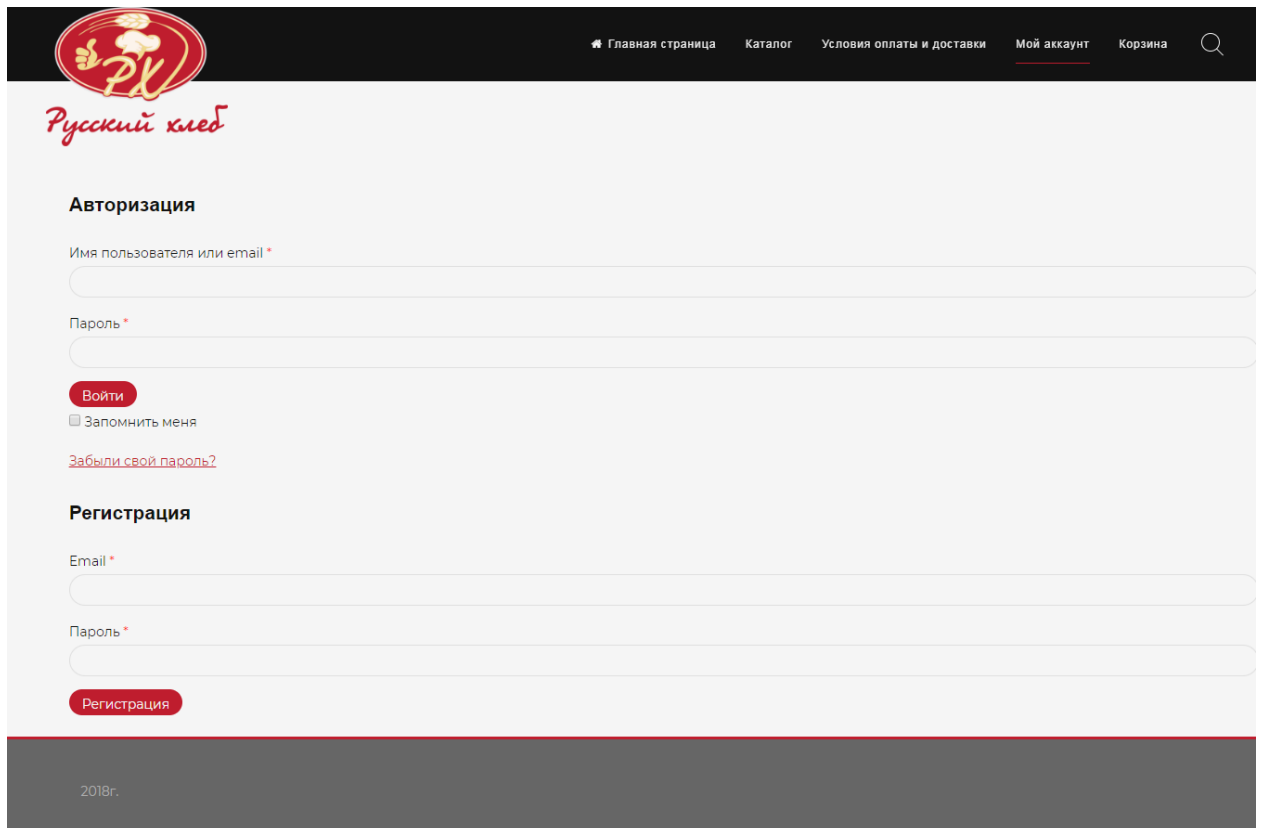 РХ
Русский хлеб
Главная страница Каталог Условия оплаты и доставки Мой аккаунт Корзина
Авторизация
Имя пользователя или email *
Пароль *
Войти
Запомнить меня
Забыли свой пароль?
Регистрация
Email *
Пароль *
Регистрация
2018г.